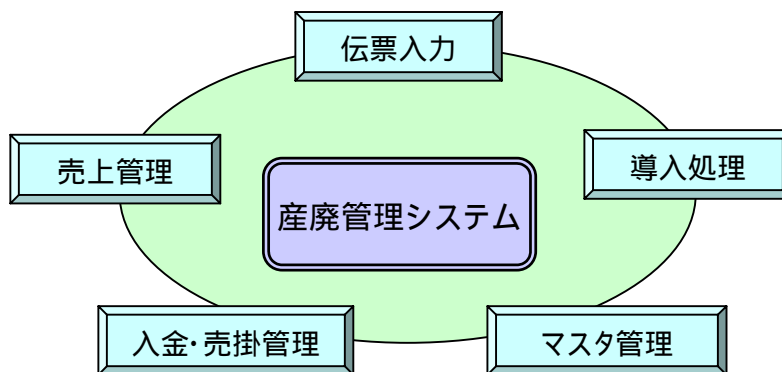 伝票入力
売上管理
導入処理
産廃管理システム
入金・売掛管理
マスタ管理